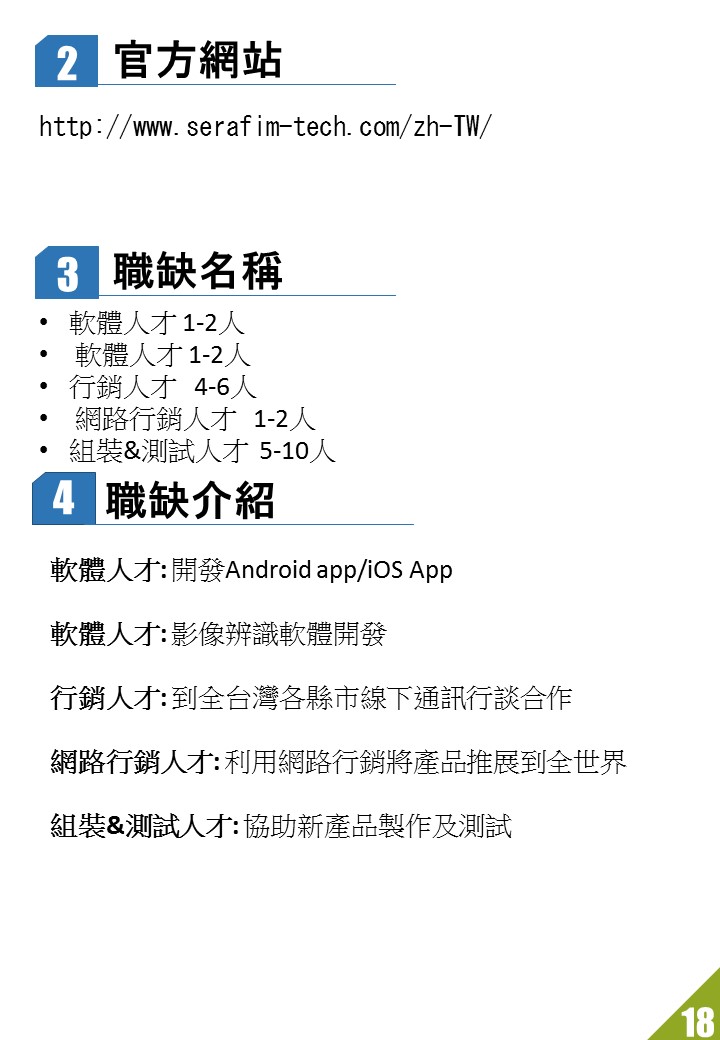 2 官方網站
http://www.serafim-tech.com/zh-TW/
3 職缺名稱
• 軟體人才 1-2人
• 軟體人才 1-2人
• 行銷人才 4-6人
• 網路行銷人才 1-2人
• 組裝&測試人才 5-10人
4 職缺介紹
軟體人才: 開發Android app/iOS App
軟體人才: 影像辨識軟體開發
行銷人才: 到全台灣各縣市線下通訊行談合作
網路行銷人才: 利用網路行銷將產品推展到全世界
組裝&測試人才: 協助新產品製作及測試
18